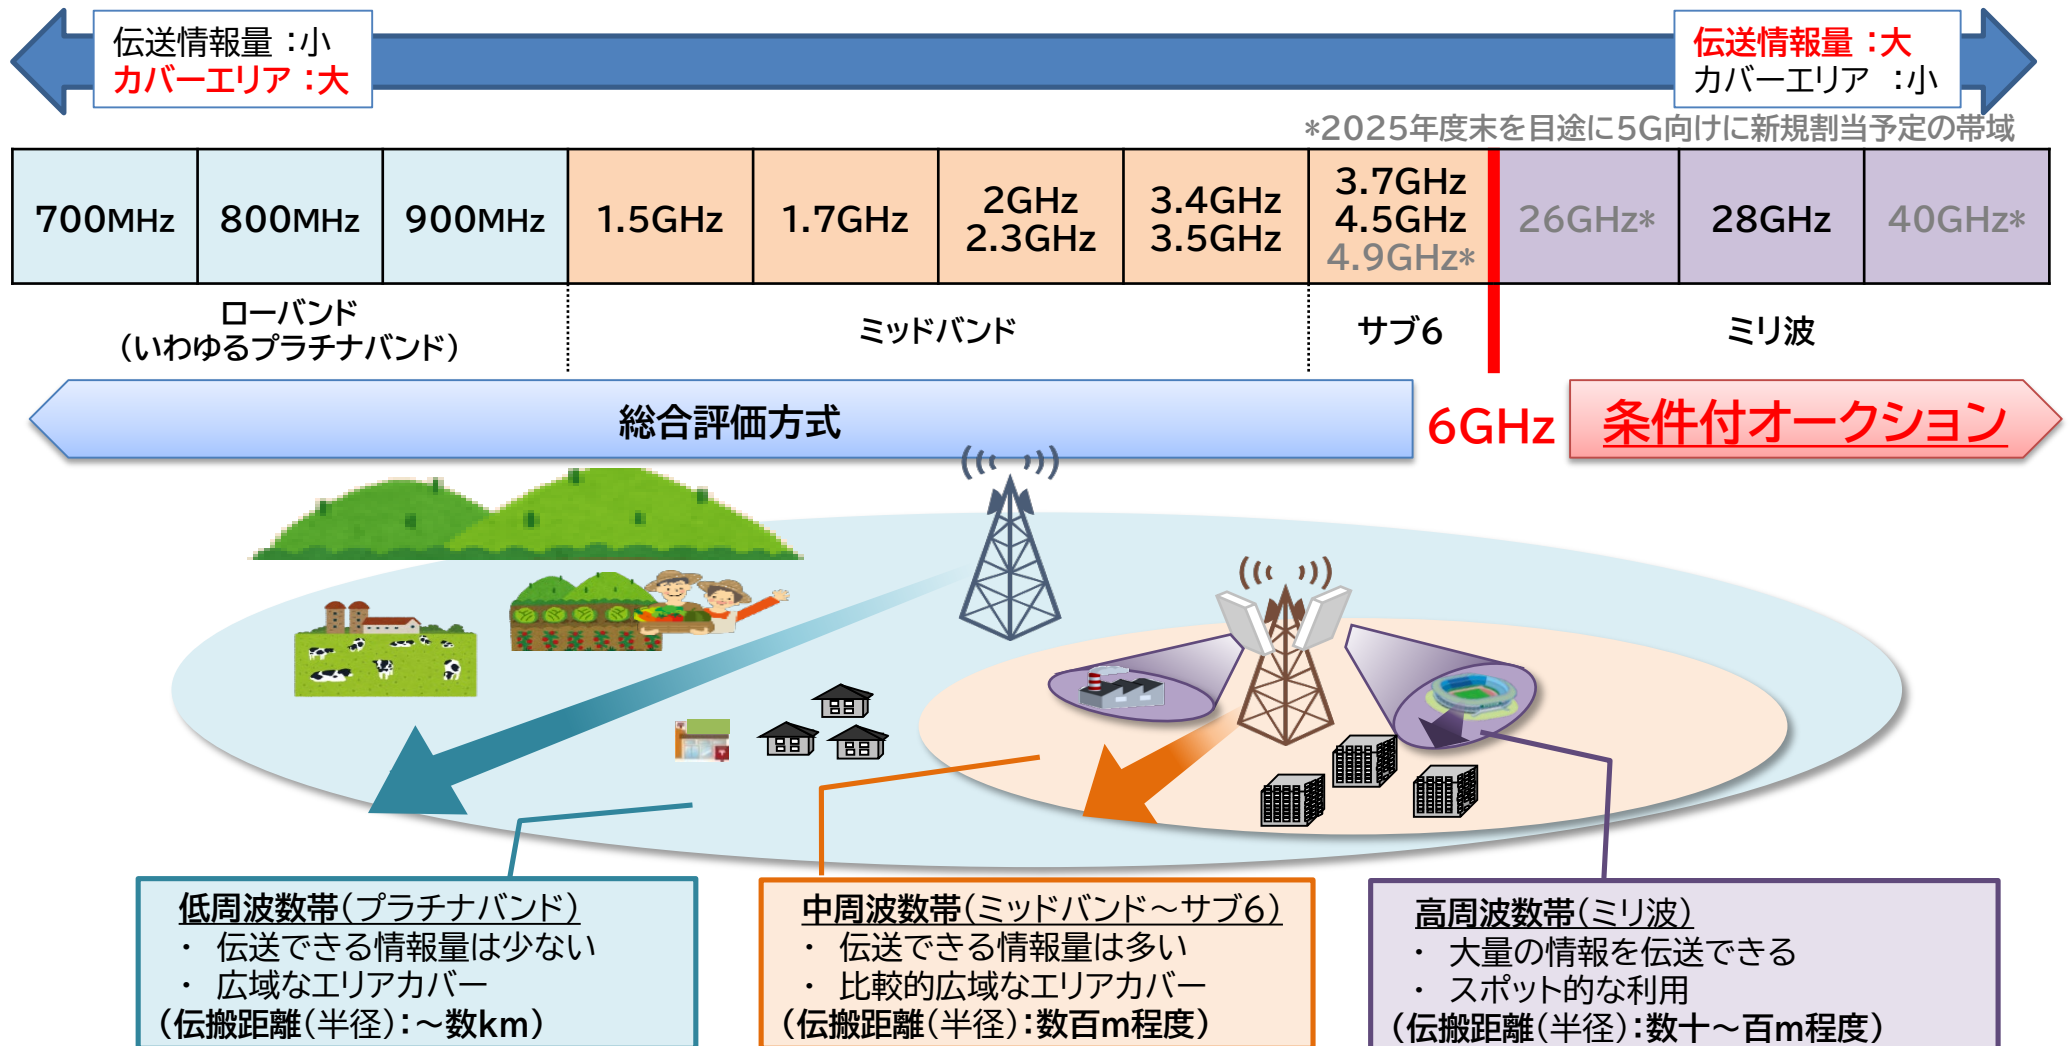 伝送情報量 ：小
カバーエリア ：大
伝送情報量 ：大
カバーエリア ：小
*2025年度末を目途に5G向けに新規割当予定の帯域
700MHz
800MHz
900MHz
1.5GHz
1.7GHz
2GHz
2.3GHz
3.4GHz
3.5GHz
3.7GHz
4.5GHz
4.9GHz*
26GHz*
28GHz
40GHz*
ローバンド
（いわゆるプラチナバンド）
ミッドバンド
サブ6
ミリ波
総合評価方式
6GHz
条件付オークション
低周波数帯（プラチナバンド）
・ 伝送できる情報量は少ない
・ 広域なエリアカバー
（伝搬距離（半径）：～数km）
中周波数帯（ミッドバンド～サブ6）
・ 伝送できる情報量は多い
・ 比較的広域なエリアカバー
（伝搬距離（半径）：数百m程度）
高周波数帯（ミリ波）
・ 大量の情報を伝送できる
・ スポット的な利用
（伝搬距離（半径）：数十～百m程度）